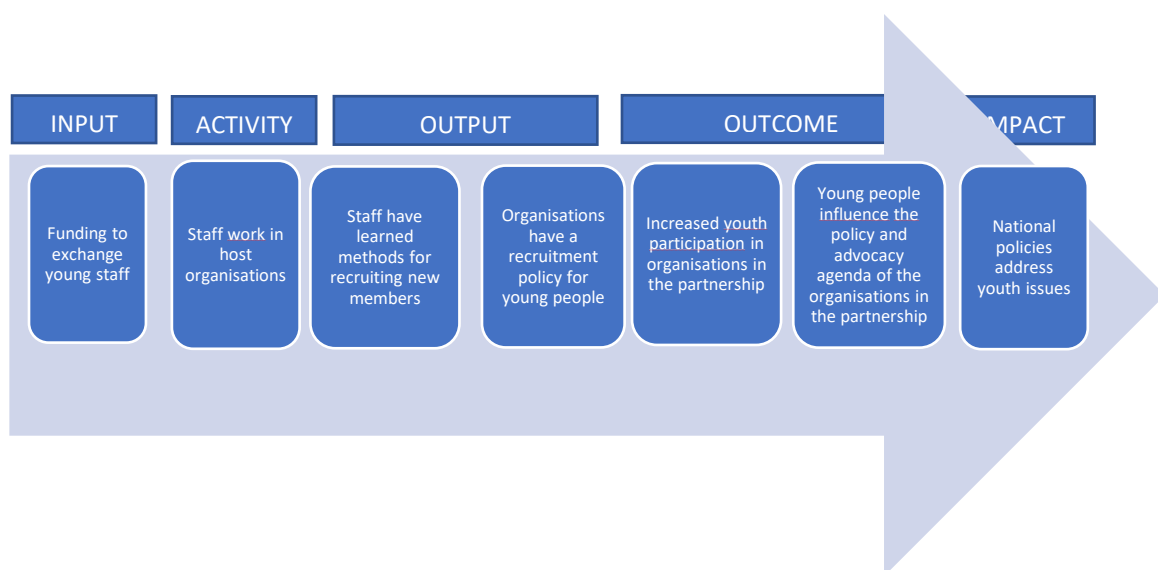 INPUT
ACTIVITY
OUTPUT
OUTCOME
MPACT
Funding to
exchange
young staff
Staff work in
host
organisations
Staff have
learned
methods for
recruiting new
members
Organisations
have a
recruitment
policy for
young people
Increased youth
participation in
organisations in
the partnership
Young people
influence the
policy and
advocacy
agenda of the
organisations in
the partnership
National
policies
address
youth issues